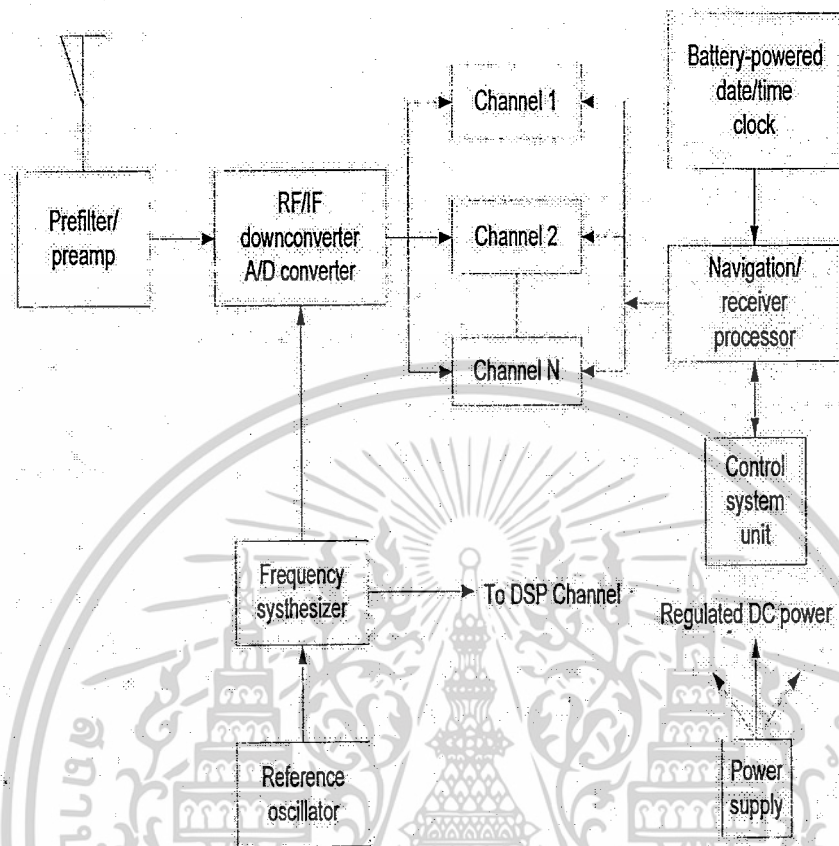 Prefilter/
preamp
RF/IF
downconverter
A/D converter
Channel 1
Channel 2
Channel N
Battery-powered
date/time
clock
Navigation/
receiver
processor
Control
system
unit
Frequency
systhesizer
To DSP Channel
Regulated DC power
Reference
oscillator
Power
supply